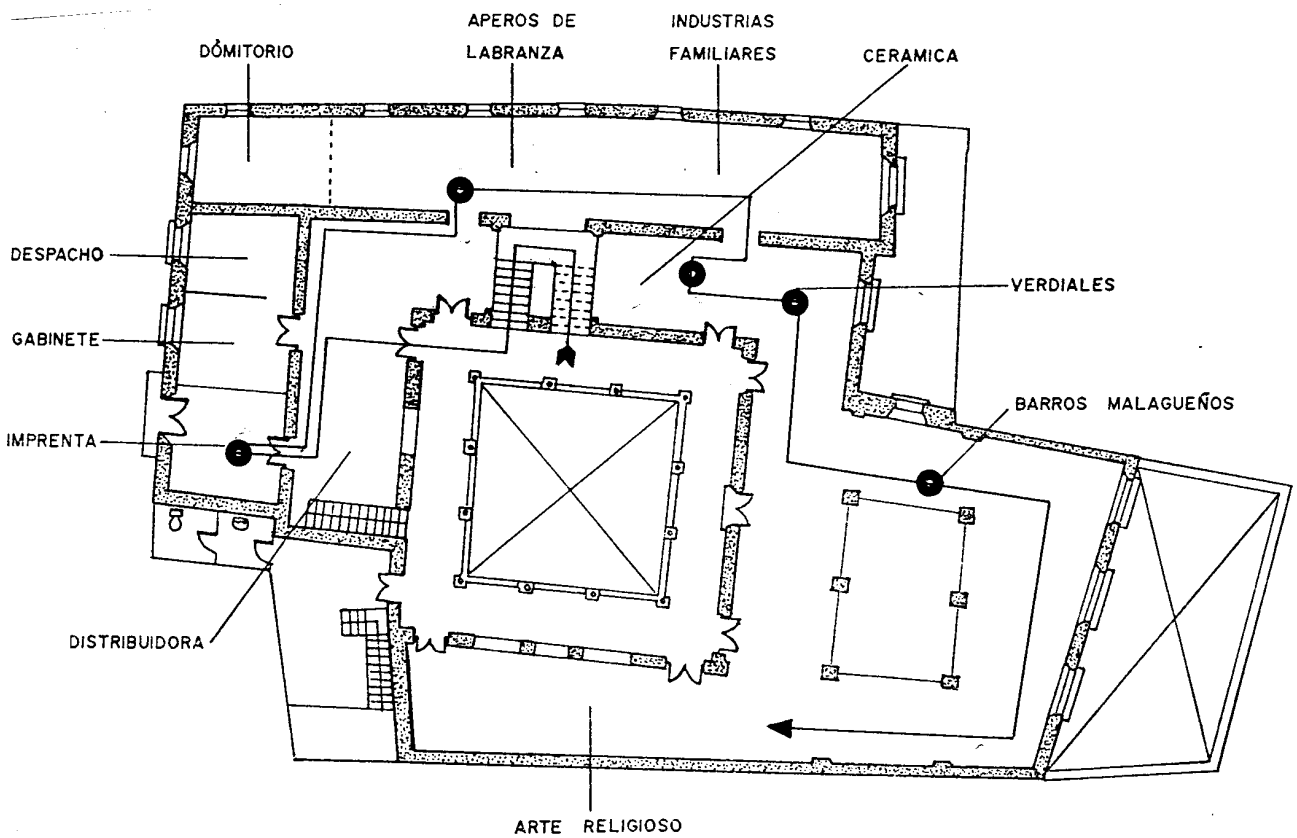 APEROS DE
LABRANZA
INDUSTRIAS
FAMILIARES
DÓMITORIO
CERAMICA
DESPACHO
VERDIALES
GABINETE
BARROS MALAGUEÑOS
IMPRENTA
DISTRIBUIDORA
ARTE RELIGIOSO